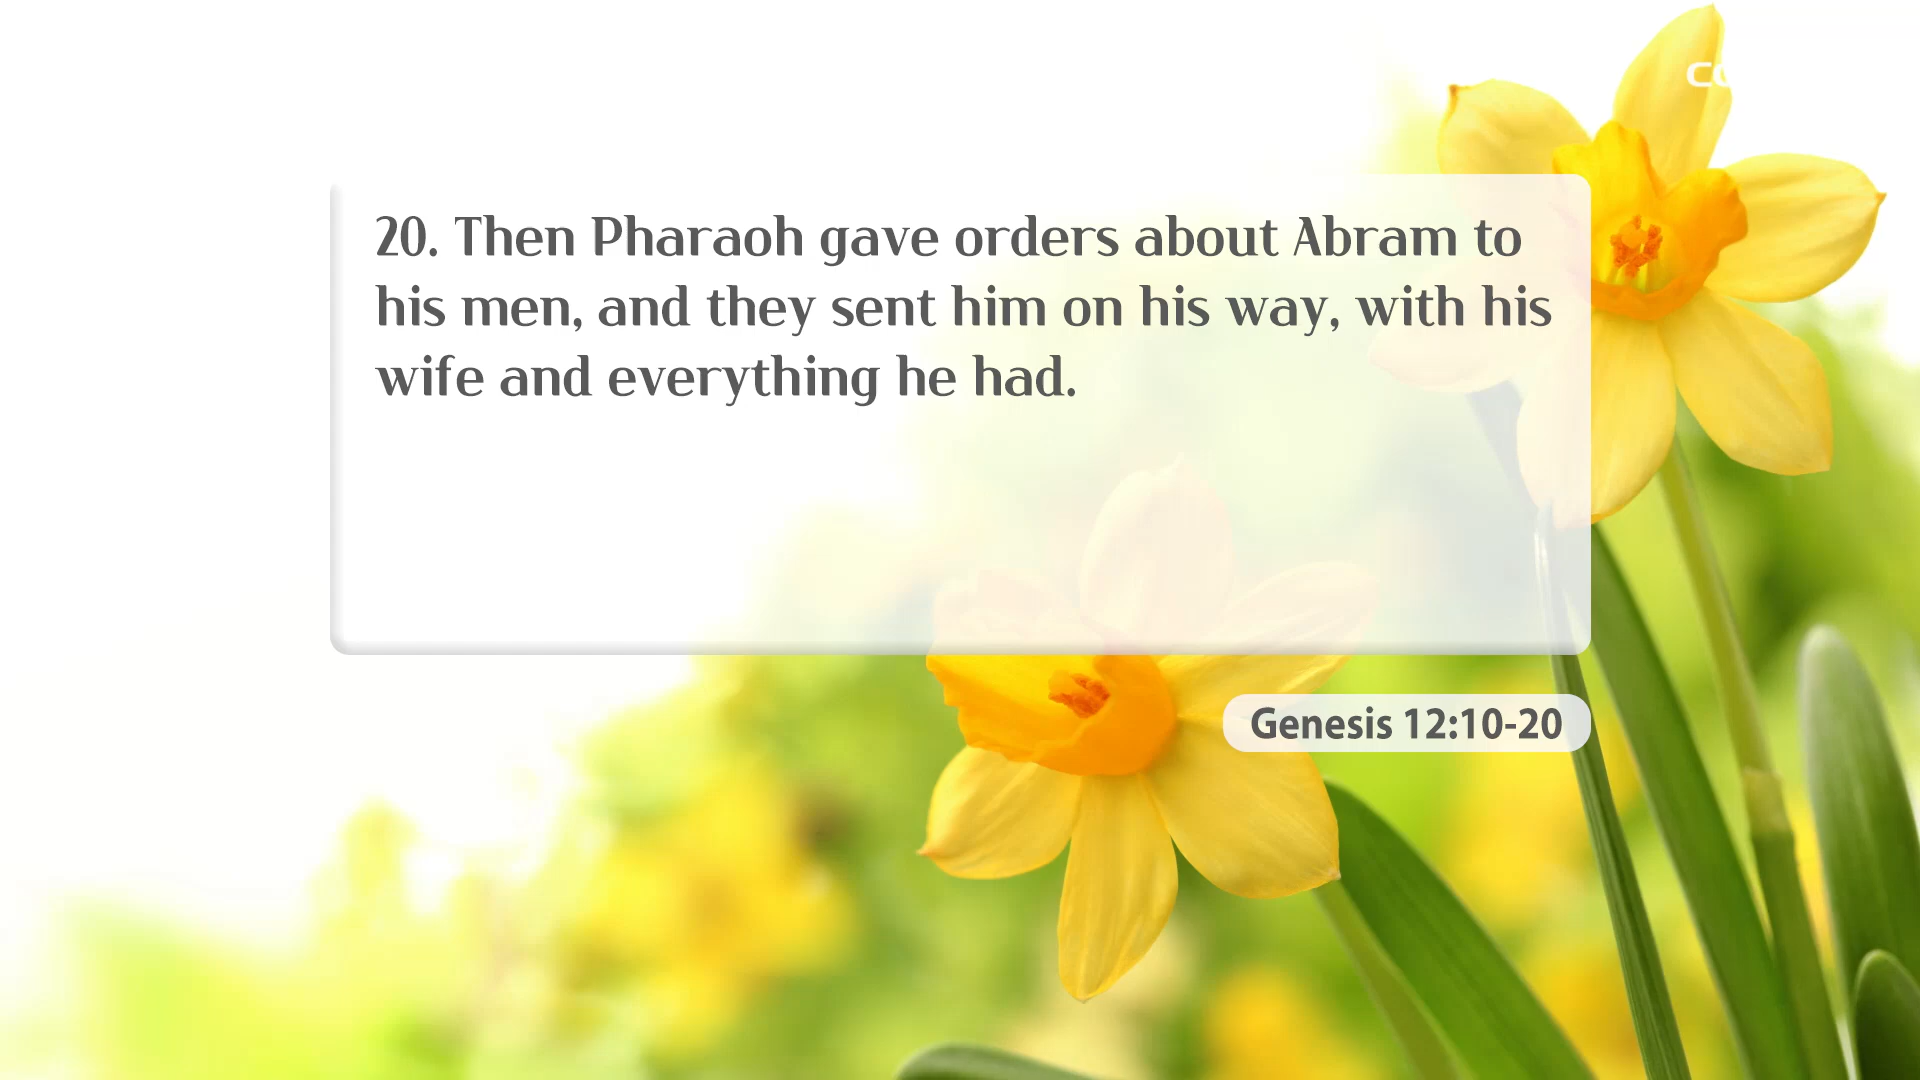 20. Then Pharaoh gave orders about Abram to
his men, and they sent him on his way, with his
wife and everything he had.
Genesis 12:10-20